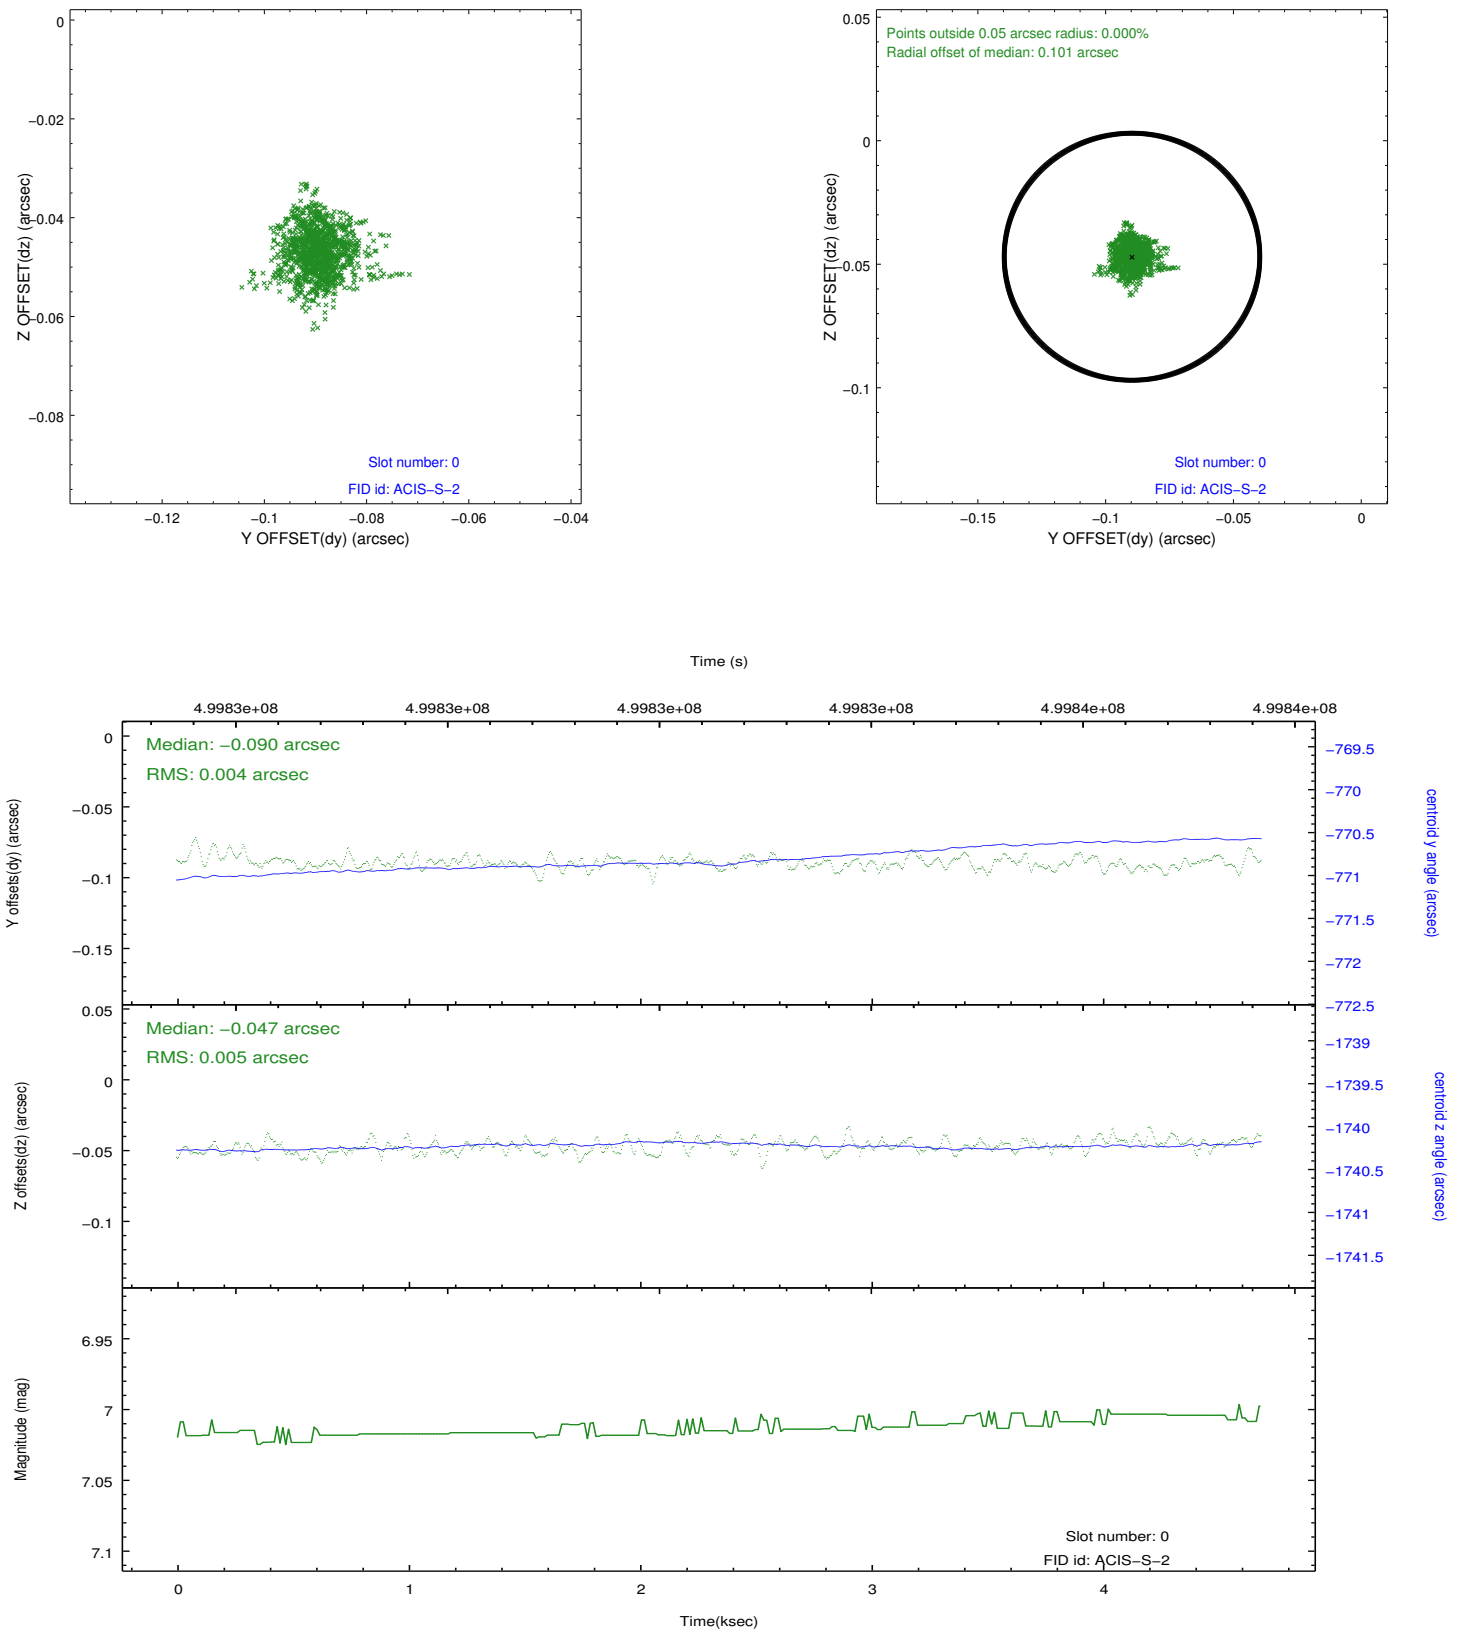 0
−0.02
−0.04
−0.06
−0.08
Z OFFSET(dz) (arcsec)
Slot number: 0
FID id: ACIS−S−2
−0.12
−0.1
−0.08
−0.06
−0.04
Y OFFSET(dy) (arcsec)
Points outside 0.05 arcsec radius: 0.000%
Radial offset of median: 0.101 arcsec
0.05
0
−0.05
−0.1
Z OFFSET(dz) (arcsec)
Slot number: 0
FID id: ACIS−S−2
−0.15
−0.1
−0.05
0
Y OFFSET(dy) (arcsec)
Time (s)
4.9983e+08
4.9983e+08
4.9983e+08
4.9983e+08
4.9984e+08
4.9984e+08
Median: −0.090 arcsec
RMS: 0.004 arcsec
0
−0.05
−0.1
−0.15
Y offsets(dy) (arcsec)
−769.5
−770
−770.5
−771
−771.5
−772
−772.5
centroid y angle (arcsec)
Median: −0.047 arcsec
RMS: 0.005 arcsec
0.05
0
−0.05
−0.1
Z offsets(dz) (arcsec)
−1739
−1739.5
−1740
−1740.5
−1741
−1741.5
centroid z angle (arcsec)
6.95
7
7.05
7.1
Magnitude (mag)
Slot number: 0
FID id: ACIS−S−2
0
1
2
3
4
Time(ksec)